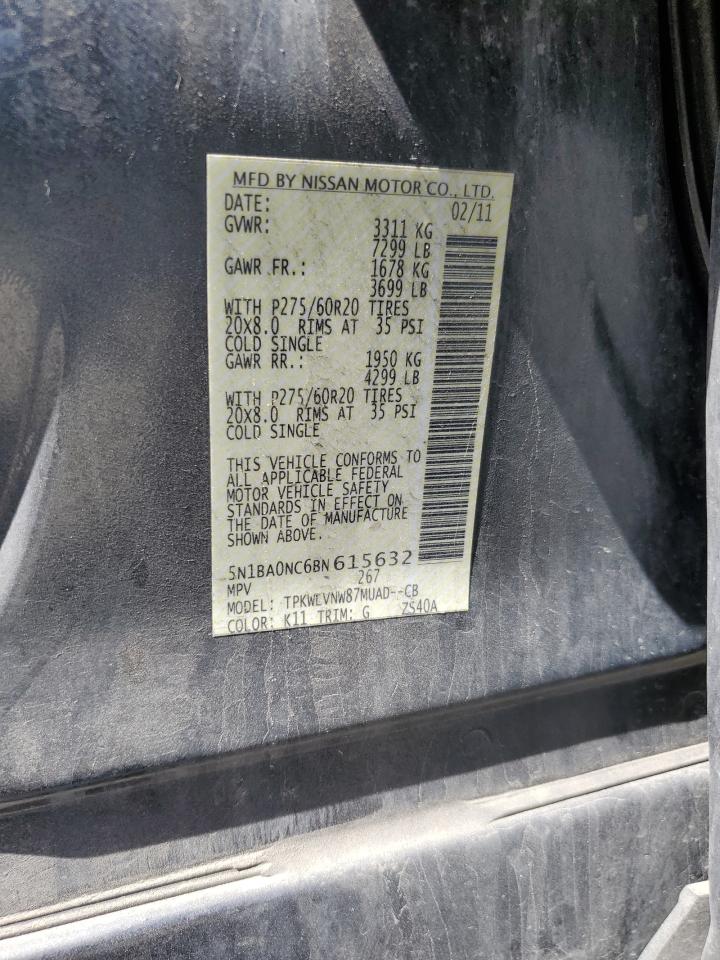 MFD BY NISSAN MOTOR CO., LTD.
DATE: 02/11
GVWR: 3311 KG
7299 LB
GAWR FR.: 1678 KG
3699 LB
WITH P275/60R20 TIRES
20X8.0 RIMS AT 35 PSI
COLD SINGLE
GAWR RR.: 1950 KG
4299 LB
WITH P275/60R20 TIRES
20X8.0 RIMS AT 35 PSI
COLD SINGLE
THIS VEHICLE CONFORMS TO
ALL APPLICABLE FEDERAL
MOTOR VEHICLE SAFETY
STANDARDS IN EFFECT ON
THE DATE OF MANUFACTURE
SHOWN ABOVE.
5N1BA0NC6BN615632
MPV 267
MODEL: TPKWLVNW87MUAD--CB
COLOR: K11 TRIM: G ZS40A